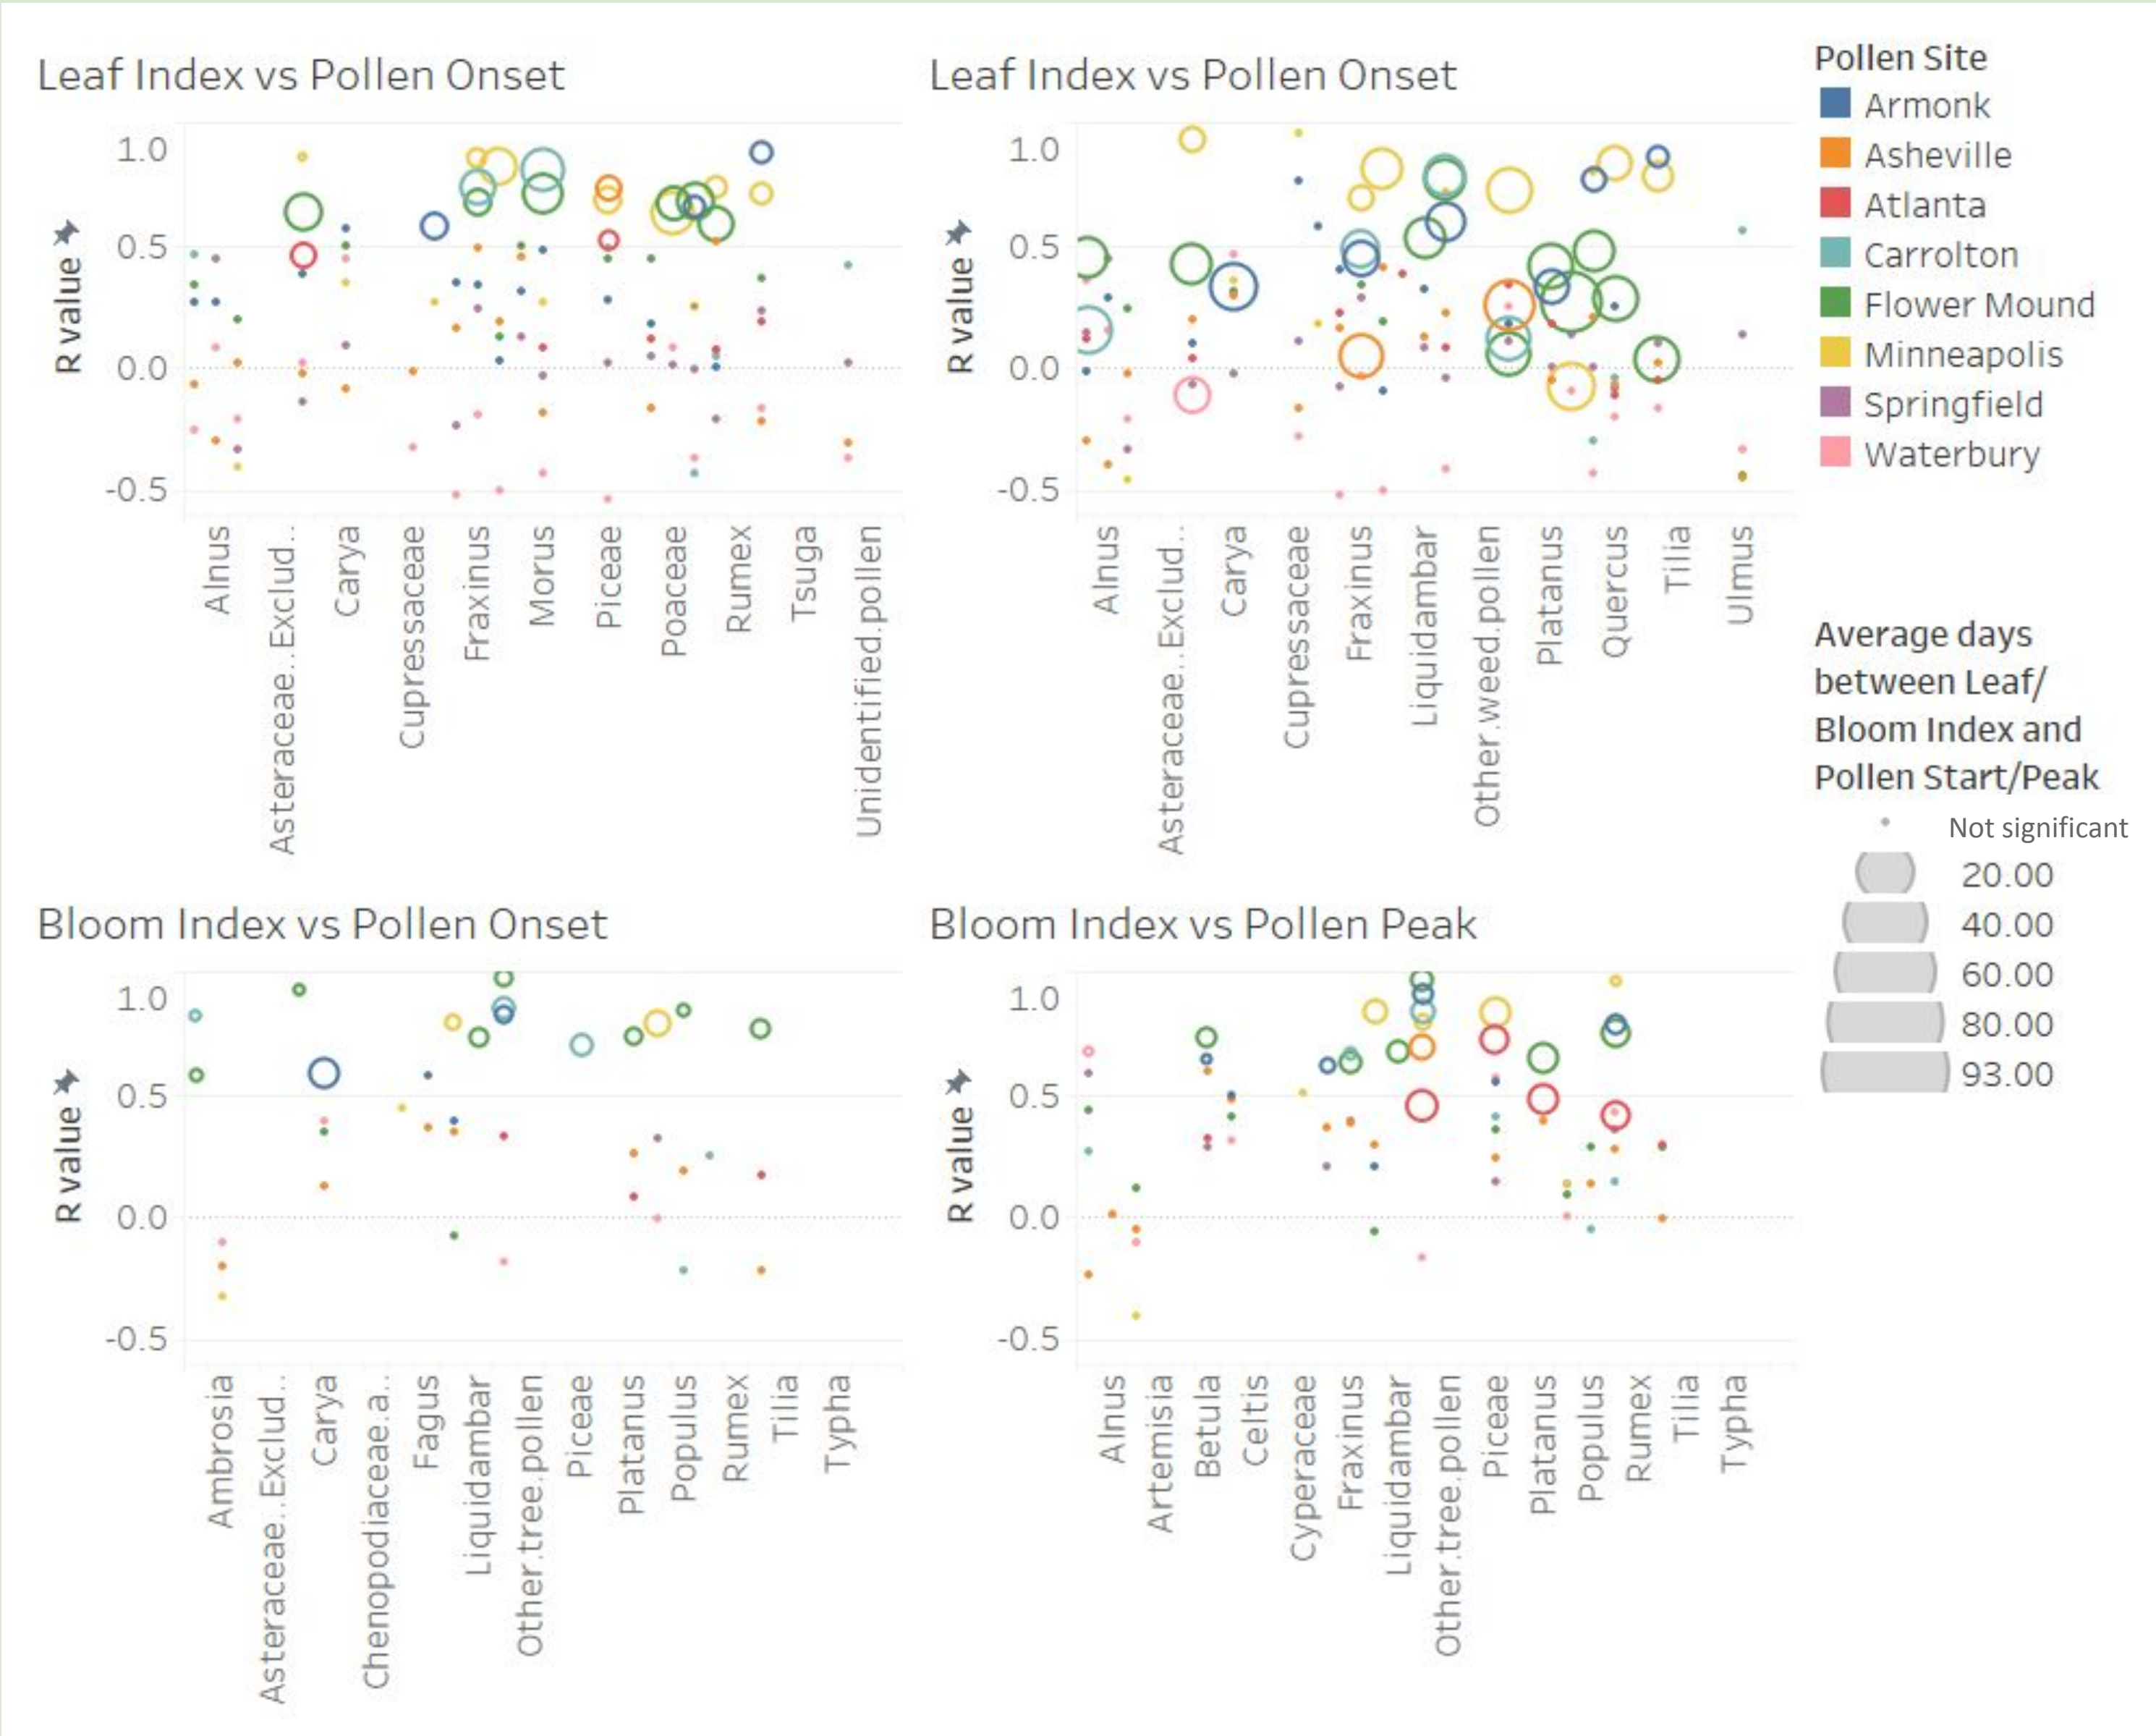 Leaf Index vs Pollen Onset
R value
1.0
0.5
0.0
-0.5
Alnus
Asteraceae..Exclud..
Carya
Cupressaceae
Fraxinus
Morus
Piceae
Poaceae
Rumex
Tsuga
Unidentified.pollen
Leaf Index vs Pollen Onset
R value
1.0
0.5
0.0
-0.5
Alnus
Asteraceae..Exclud..
Carya
Cupressaceae
Fraxinus
Liquidambar
Other.weed.pollen
Platanus
Quercus
Tilia
Ulmus
Pollen Site
Armonk
Asheville
Atlanta
Carrolton
Flower Mound
Minneapolis
Springfield
Waterbury
Average days
between Leaf/
Bloom Index and
Pollen Start/Peak
Not significant
20.00
40.00
60.00
80.00
93.00
Bloom Index vs Pollen Onset
R value
1.0
0.5
0.0
-0.5
Ambrosia
Asteraceae..Exclud..
Carya
Chenopodiaceae.a..
Fagus
Liquidambar
Other.tree.pollen
Piceae
Platanus
Populus
Rumex
Tilia
Typha
Bloom Index vs Pollen Peak
R value
1.0
0.5
0.0
-0.5
Alnus
Artemisia
Betula
Celtis
Cyperaceae
Fraxinus
Liquidambar
Other.tree.pollen
Piceae
Platanus
Populus
Rumex
Tilia
Typha